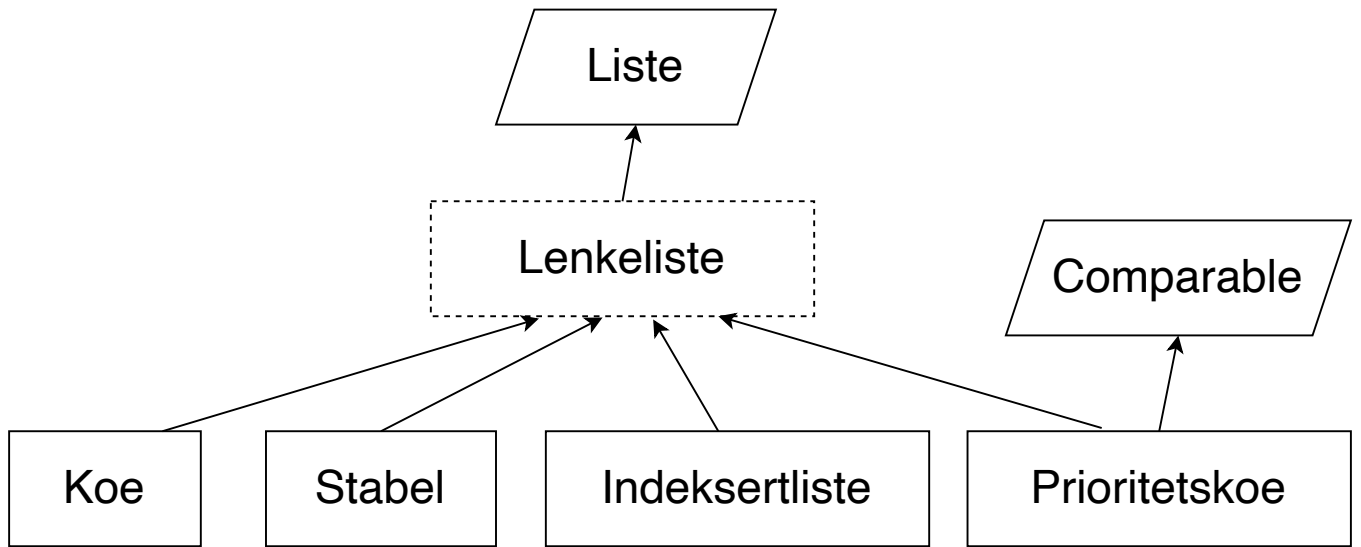 Liste
Lenkeliste
Comparable
Koe
Stabel
Indeksertliste
Prioritetskoe